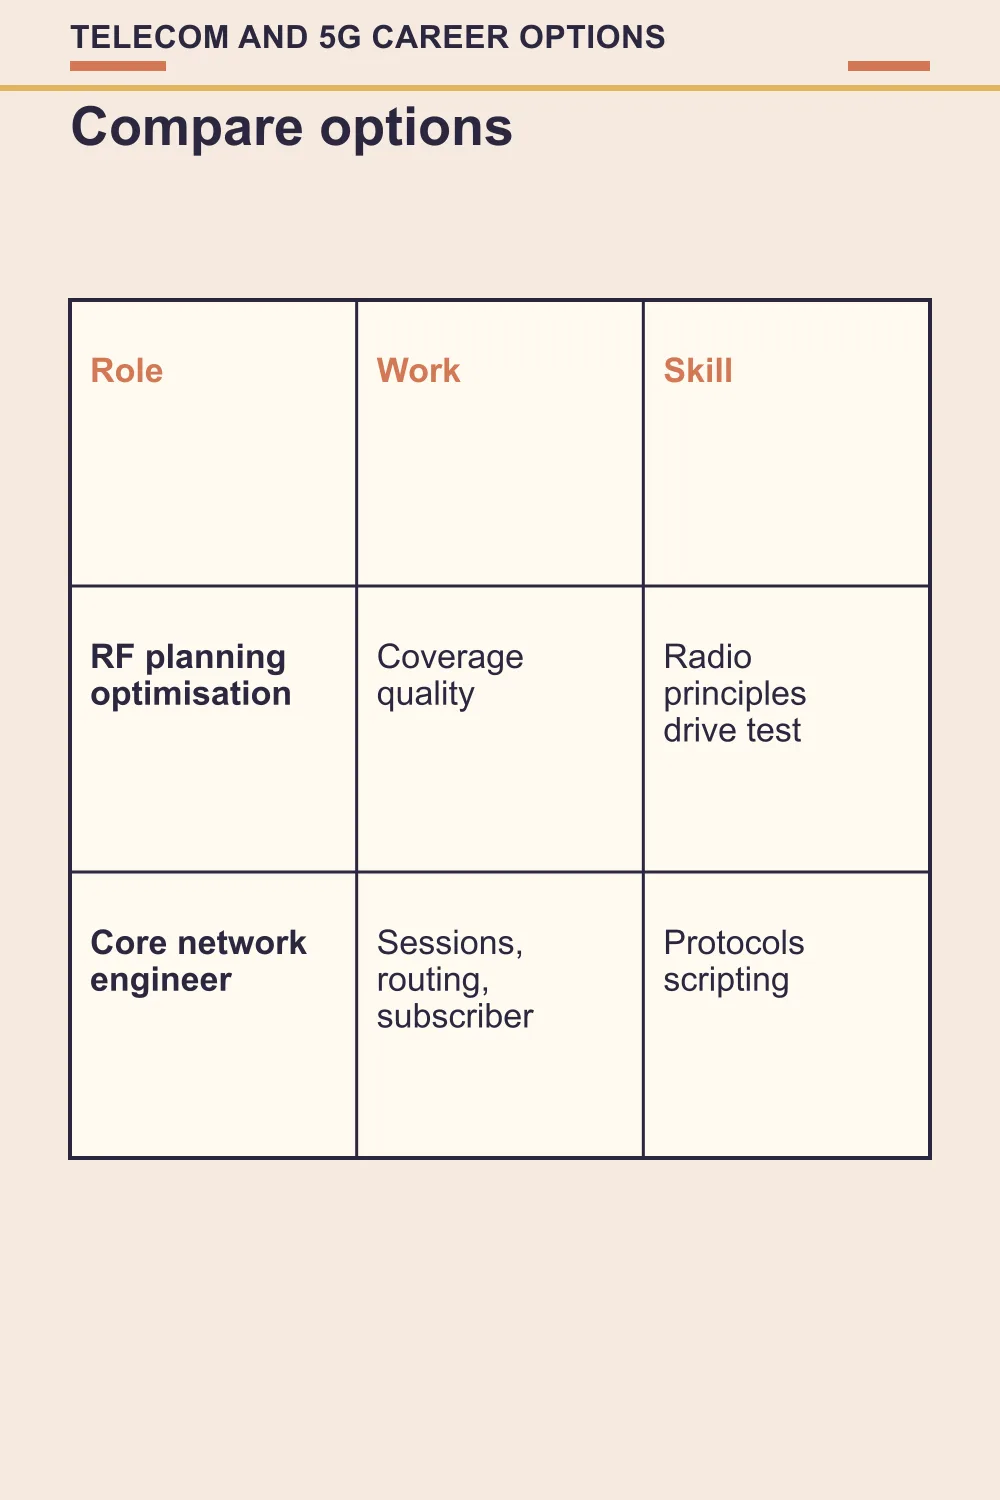 TELECOM AND 5G CAREER OPTIONS
Compare options
Role
Work
Skill
RF planning
optimisation
Coverage
quality
Radio
principles
drive test
Core network
engineer
Sessions,
routing,
subscriber
Protocols
scripting